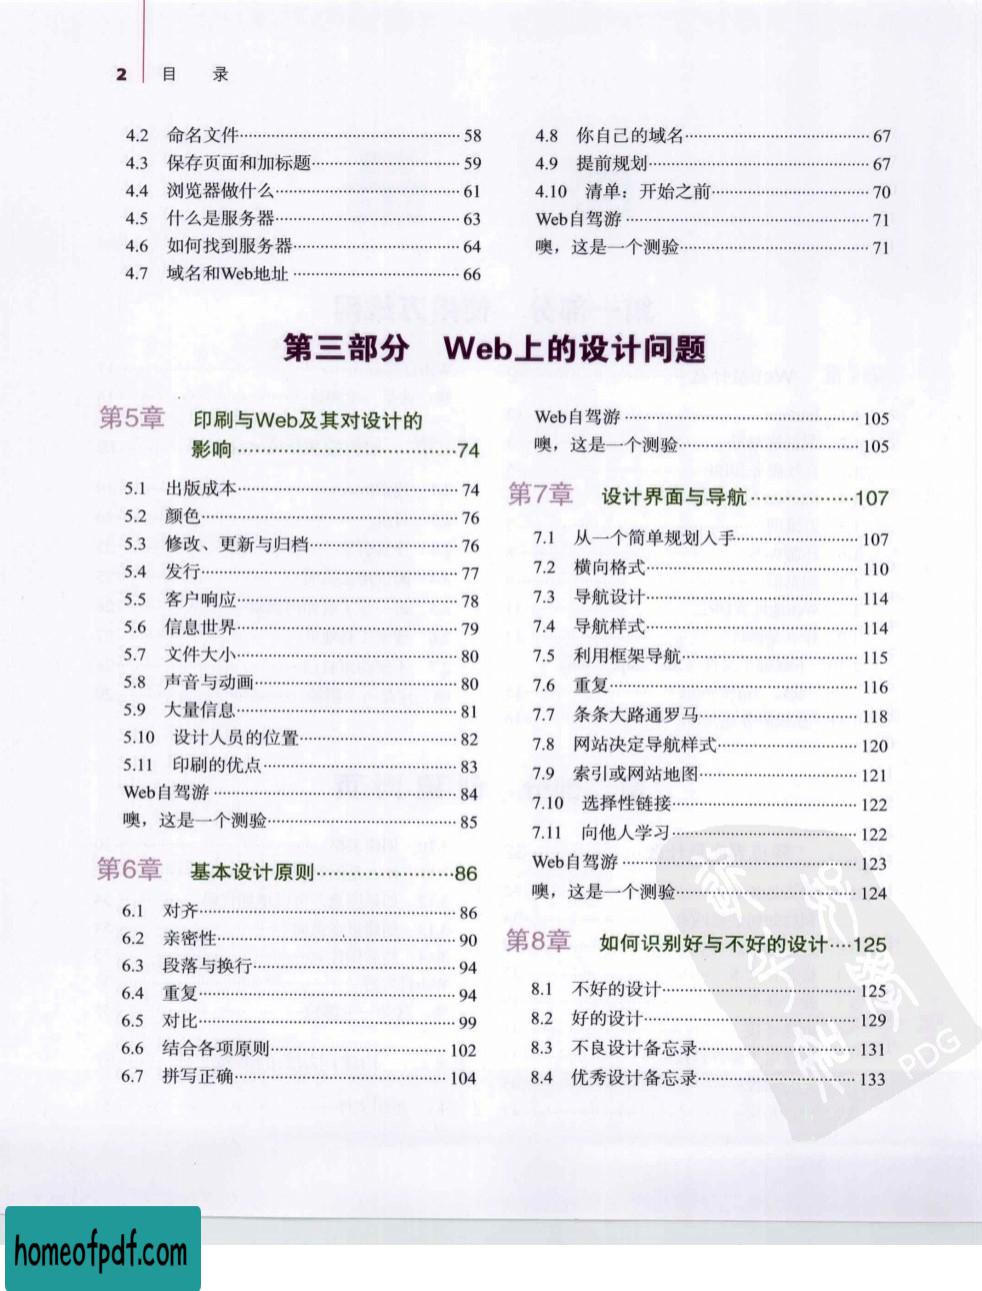 2 目 录
4.2 命名文件 58
4.3 保存页面和加标题 59
4.4 浏览器做什么 61
4.5 什么是服务器 63
4.6 如何找到服务器 64
4.7 域名和Web地址 66
4.8 你自己的域名 67
4.9 提前规划 67
4.10 清单：开始之前 70
Web自驾游 71
噢，这是一个测验 71
第三部分 Web上的设计问题
第5章 印刷与Web及其对设计的
影响 74
5.1 出版成本 74
5.2 颜色 76
5.3 修改、更新与归档 76
5.4 发行 77
5.5 客户响应 78
5.6 信息世界 79
5.7 文件大小 80
5.8 声音与动画 80
5.9 大量信息 81
5.10 设计人员的位置 82
5.11 印刷的优点 83
Web自驾游 84
噢，这是一个测验 85
第6章 基本设计原则 86
6.1 对齐 86
6.2 亲密性 90
6.3 段落与换行 94
6.4 重复 94
6.5 对比 99
6.6 结合各项原则 102
6.7 拼写正确 104
Web自驾游 105
噢，这是一个测验 105
第7章 设计界面与导航 107
7.1 从一个简单规划入手 107
7.2 横向格式 110
7.3 导航设计 114
7.4 导航样式 114
7.5 利用框架导航 115
7.6 重复 116
7.7 条条大路通罗马 118
7.8 网站决定导航样式 120
7.9 索引或网站地图 121
7.10 选择性链接 122
7.11 向他人学习 122
Web自驾游 123
噢，这是一个测验 124
第8章 如何识别好与不好的设计 125
8.1 不好的设计 125
8.2 好的设计 129
8.3 不良设计备忘录 131
8.4 优秀设计备忘录 133
PDG
homeofpdf.com